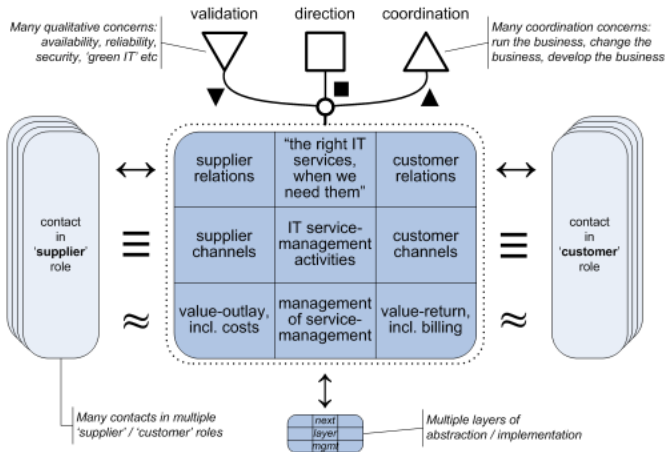 validation
direction
coordination
Many qualitative concerns:
availability, reliability,
security, ‘green IT’ etc
Many coordination concerns:
run the business, change the
business, develop the business
supplier
relations
“the right IT
services,
when we
need them”
customer
relations
supplier
channels
IT service-
management
activities
customer
channels
value-outlay,
incl. costs
management
of service-
management
value-return,
incl. billing
contact
in
‘supplier’
role
contact
in
‘customer’
role
Many contacts in multiple
‘supplier’ / ‘customer’ roles
next
layer
mgmt
Multiple layers of
abstraction / implementation